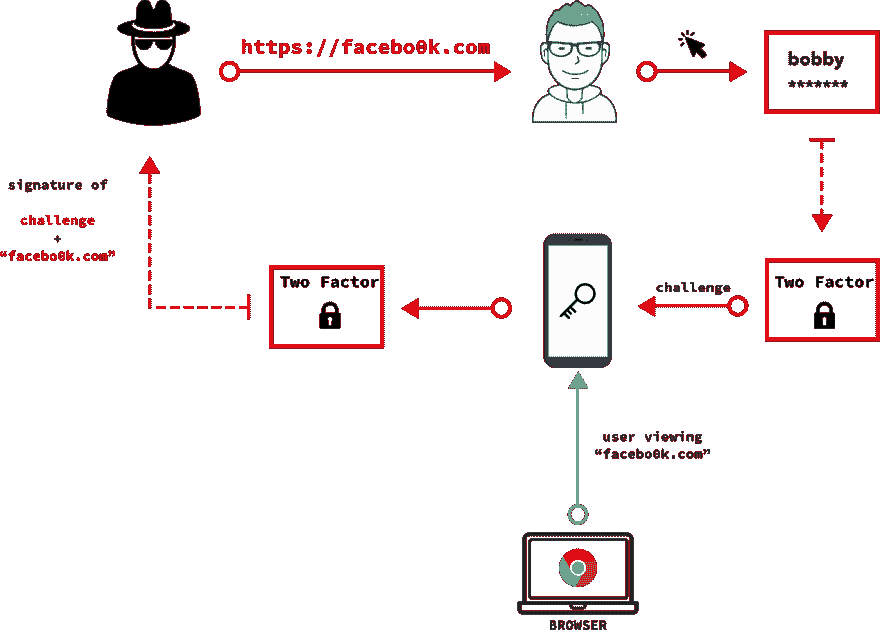 https://facebo0k.com
bobby
*******
signature of
challenge
+
“facebo0k.com”
Two Factor
challenge
Two Factor
user viewing
“facebo0k.com”
BROWSER